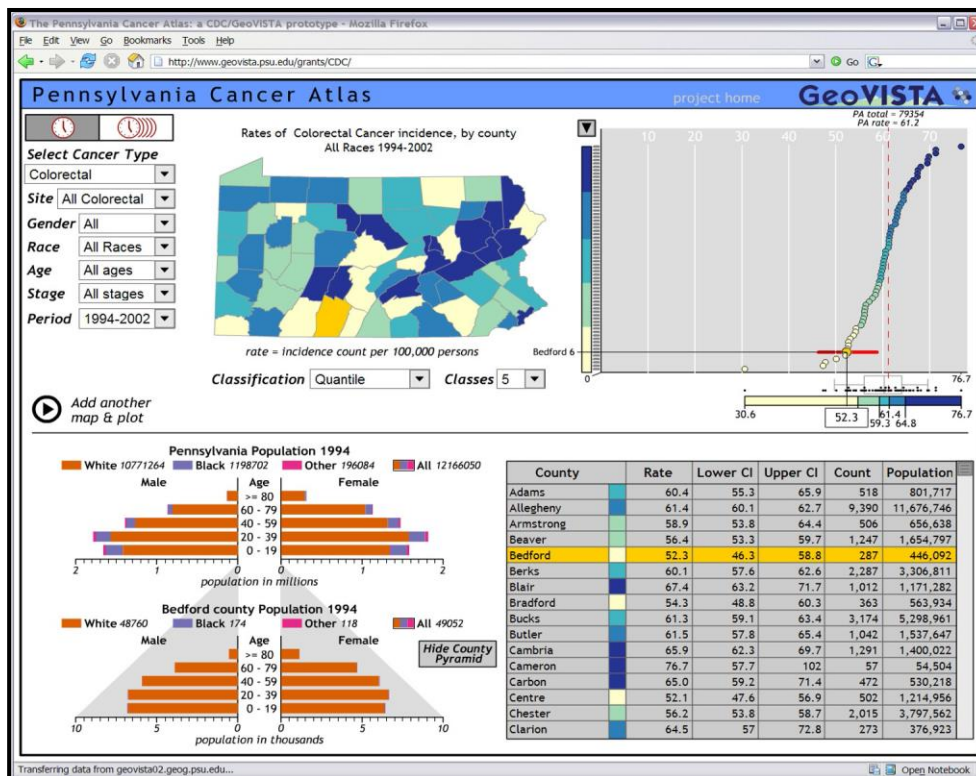 The Pennsylvania Cancer Atlas: a CDC/GeoVISTA prototype - Mozilla Firefox
File Edit View Go Bookmarks Tools Help
http://www.geovista.psu.edu/grants/CDC/ Go
Pennsylvania Cancer Atlas project home GeoVISTA
PA total = 79354
PA rate = 61.2
Select Cancer Type
Colorectal
Site All Colorectal
Gender All
Race All Races
Age All ages
Stage All stages
Period 1994-2002
Rates of Colorectal Cancer incidence, by county
All Races 1994-2002
rate = incidence count per 100,000 persons
Classification Quantile Classes 5
10 20 30 40 50 60 70
Bedford 6
0 76.7
30.6 52.3 59.3 61.4 64.8 76.7
Add another
map & plot
Pennsylvania Population 1994
White 10771264 Black 1198702 Other 196084 All 12166050
Male Age Female
>= 80
60 - 79
40 - 59
20 - 39
0 - 19
2 1 0 0 1 2
population in millions
Bedford county Population 1994
White 48760 Black 174 Other 118 All 49052
Male Age Female
>= 80
60 - 79
40 - 59
20 - 39
0 - 19
10 5 0 0 5 10
population in thousands
Hide County
Pyramid
County Rate Lower CI Upper CI Count Population
Adams 60.4 55.3 65.9 518 801,717
Allegheny 61.4 60.1 62.7 9,390 11,676,746
Armstrong 58.9 53.8 64.4 506 656,638
Beaver 56.4 53.3 59.7 1,247 1,654,797
Bedford 52.3 46.3 58.8 287 446,092
Berks 60.1 57.6 62.6 2,287 3,306,811
Blair 67.4 63.2 71.7 1,012 1,171,282
Bradford 54.3 48.8 60.3 363 563,934
Bucks 61.3 59.1 63.4 3,174 5,298,961
Butler 61.5 57.8 65.4 1,042 1,537,647
Cambria 65.9 62.3 69.7 1,291 1,400,022
Cameron 76.7 57.7 102 57 54,504
Carbon 65.0 59.2 71.4 472 530,218
Centre 52.1 47.6 56.9 502 1,214,956
Chester 56.2 53.8 58.7 2,015 3,797,562
Clarion 64.5 57 72.8 273 376,923
Transferring data from geovista02.geog.psu.edu... Open Notebook